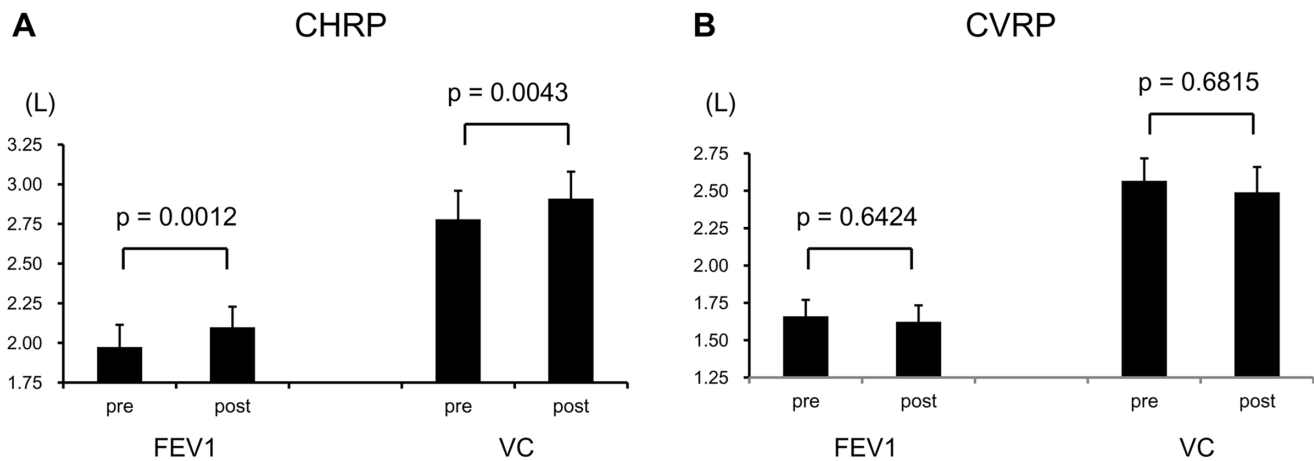 A CHRP
(L)
p = 0.0043
p = 0.0012
3.25
3.00
2.75
2.50
2.25
2.00
1.75
pre post pre post
FEV1 VC
B CVRP
(L)
p = 0.6815
p = 0.6424
2.75
2.50
2.25
2.00
1.75
1.50
1.25
pre post pre post
FEV1 VC